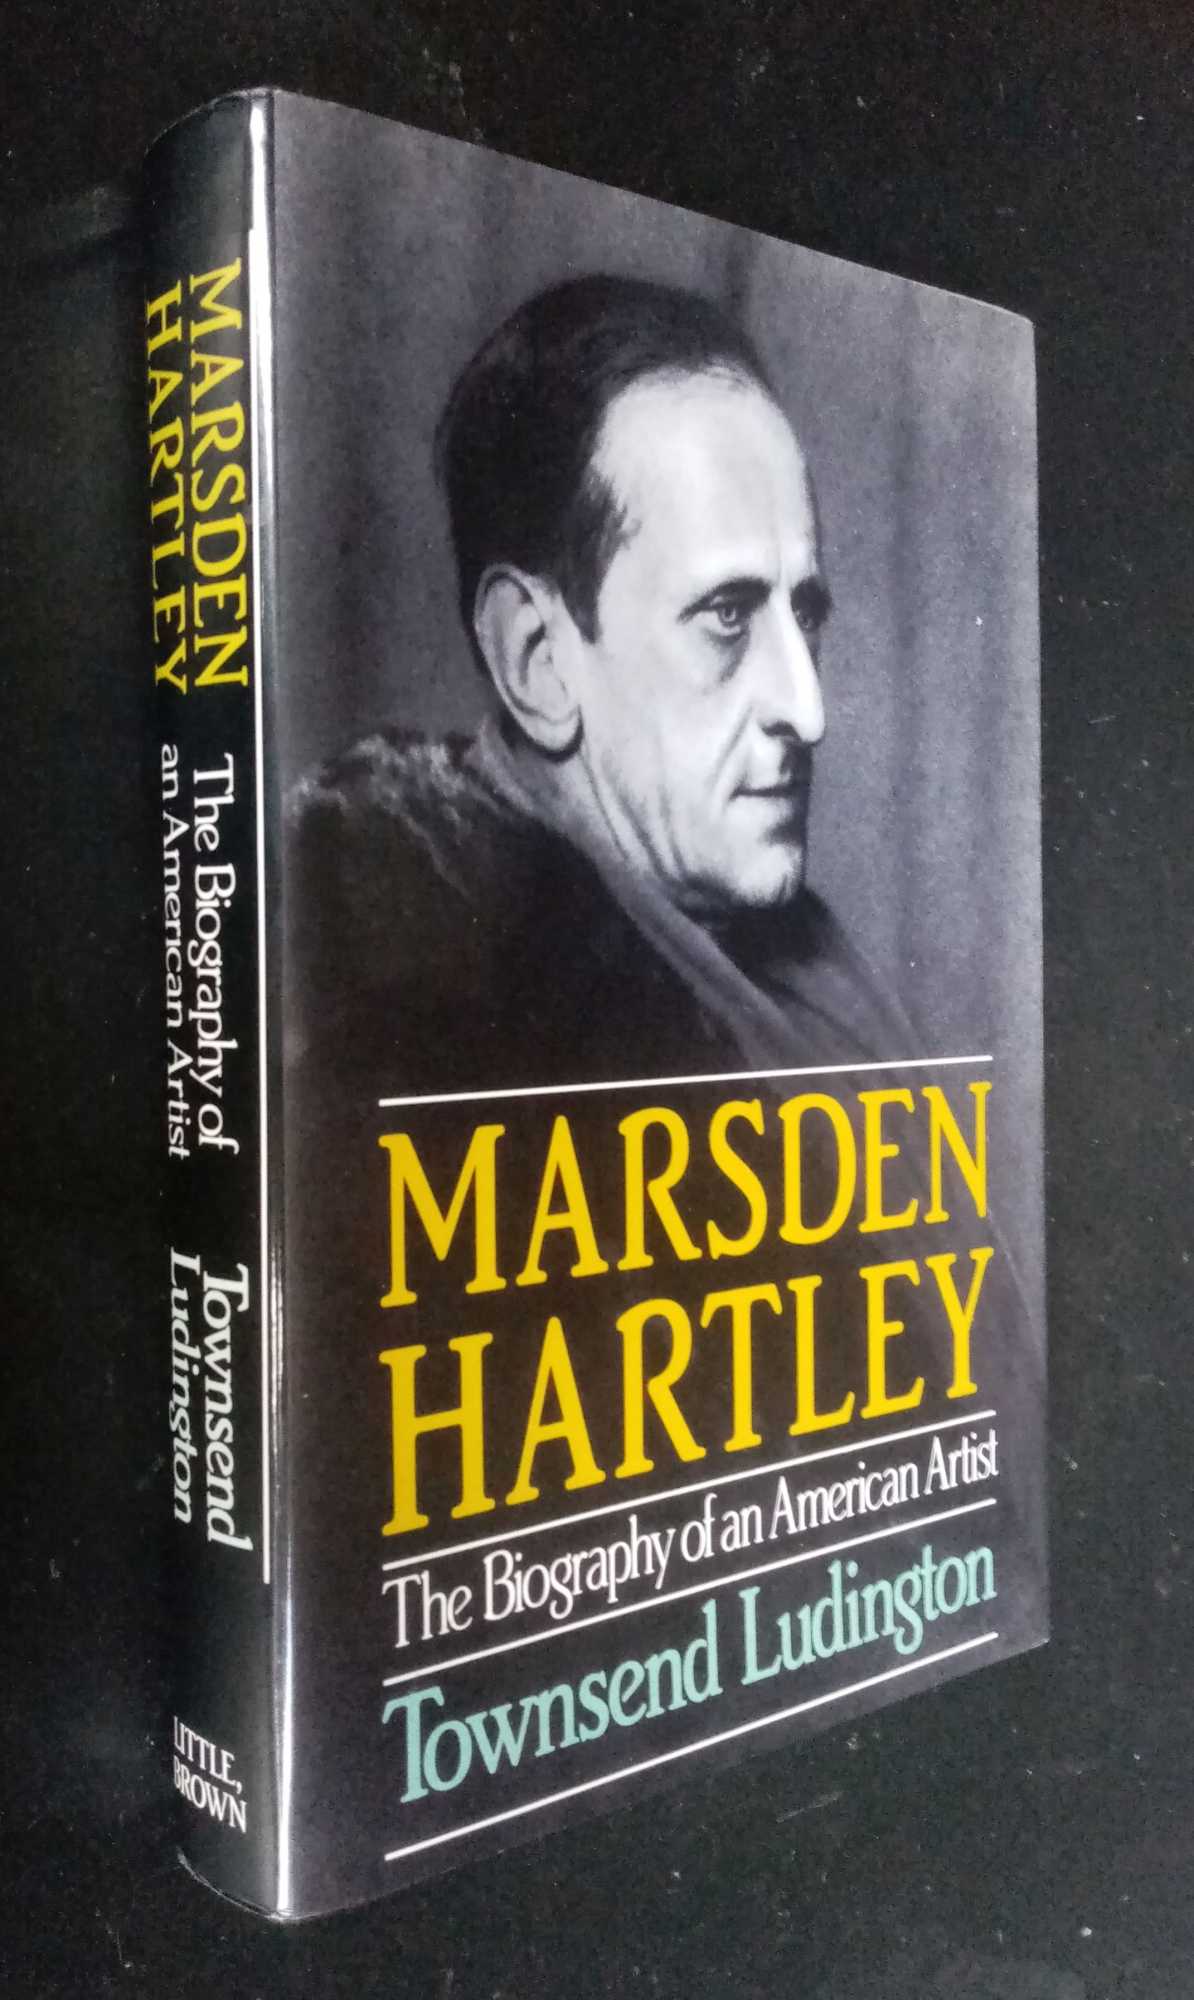 MARSDEN
HARTLEY
The Biography of
an American Artist
Townsend
Ludington
LITTLE,
BROWN
MARSDEN
HARTLEY
The Biography of an American Artist
Townsend Ludington